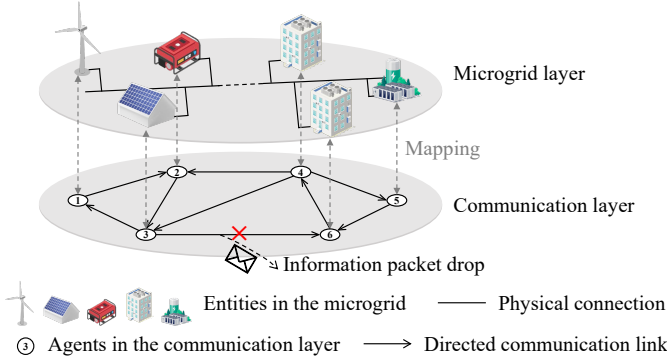 Microgrid layer
Mapping
2
4
1
5
Communication layer
3
6
Information packet drop
Entities in the microgrid
Physical connection
3 Agents in the communication layer
Directed communication link